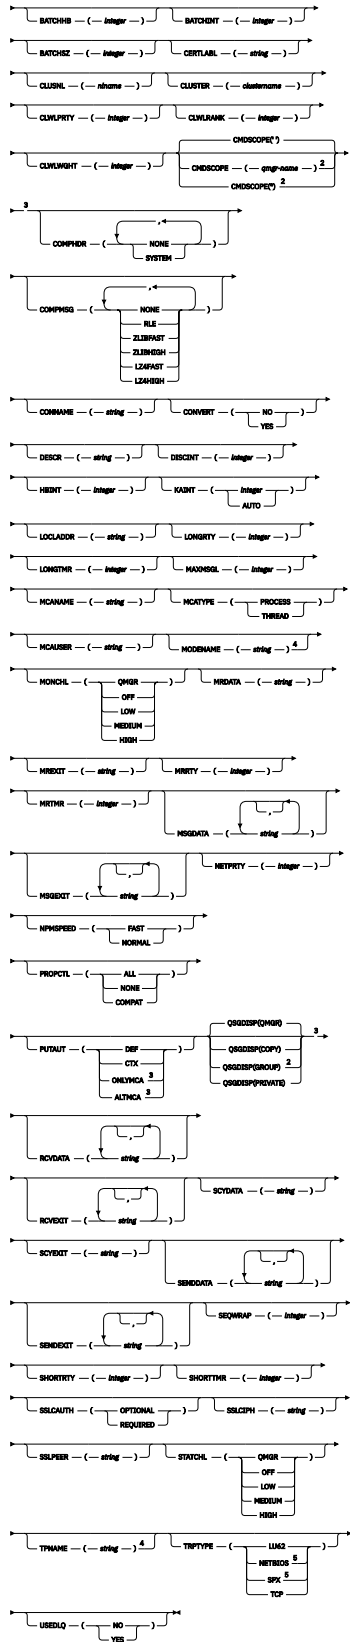 BATCHHB ( integer ) BATCHINT ( integer )
BATCHSZ ( integer ) CERTLABL ( string )
CLUSNL ( nlname ) CLUSTER ( clustername )
CLWLPRTY ( integer ) CLWLRANK ( integer )
CMDSCOPE(' ')
CLWLWGHT ( integer ) CMDSCOPE ( qmgr-name ) 2
CMDSCOPE(*) 2
3
,
COMPHDR ( NONE )
SYSTEM
,
COMPMSG ( NONE )
RLE
ZLIBFAST
ZLIBHIGH
LZ4FAST
LZ4HIGH
CONNAME ( string ) CONVERT ( NO )
YES
DESCR ( string ) DISCINT ( integer )
HBINT ( integer ) KAINT ( integer )
AUTO
LOCLADDR ( string ) LONGRTY ( integer )
LONGTMR ( integer ) MAXMSGL ( integer )
MCANAME ( string ) MCATYPE ( PROCESS )
THREAD
MCAUSER ( string ) MODENAME ( string ) 4
MONCHL ( QMGR ) MRDATA ( string )
OFF
LOW
MEDIUM
HIGH
MREXIT ( string ) MRRTY ( integer )
MRTMR ( integer ) ,
MSGDATA ( string )
, NETPRTY ( integer )
MSGEXIT ( string )
NPMSPEED ( FAST )
NORMAL
PROPCTL ( ALL )
NONE
COMPAT
QSGDISP(QMGR) 3
PUTAUT ( DEF ) QSGDISP(COPY)
CTX QSGDISP(GROUP) 2
ONLYMCA 3 QSGDISP(PRIVATE)
ALTMCA 3
,
RCVDATA ( string )
, SCYDATA ( string )
RCVEXIT ( string )
SCYEXIT ( string ) ,
SENDDATA ( string )
, SEQWRAP ( integer )
SENDEXIT ( string )
SHORTRTY ( integer ) SHORTTMR ( integer )
SSLCAUTH ( OPTIONAL ) SSLCIPH ( string )
REQUIRED
SSLPEER ( string ) STATCHL ( QMGR )
OFF
LOW
MEDIUM
HIGH
TPNAME ( string ) 4 TRPTYPE ( LU62 )
NETBIOS 5
SPX 5
TCP
USEDLQ ( NO )
YES